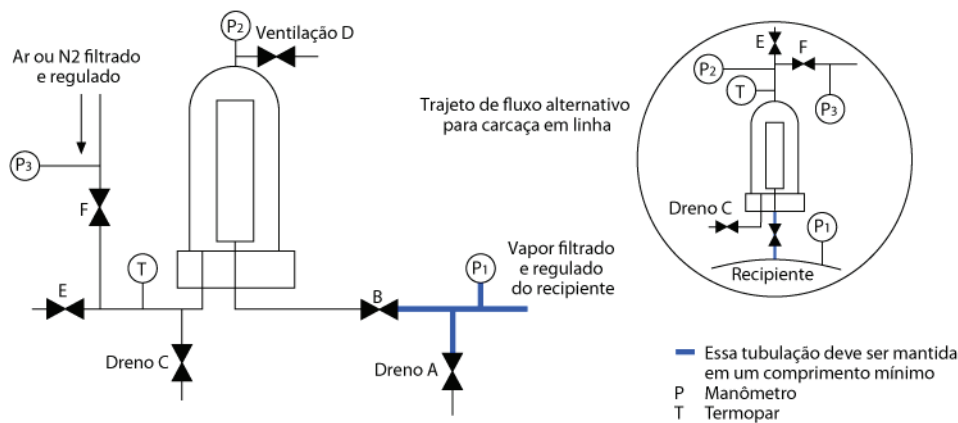 P2
Ventilação D
Ar ou N2 filtrado
e regulado
P3
F
E
T
Dreno C
B
P1
Vapor filtrado
e regulado
do recipiente
Dreno A
Trajeto de fluxo alternativo
para carcaça em linha
E
F
P2
T
P3
Dreno C
P1
Recipiente
Essa tubulação deve ser mantida
em um comprimento mínimo
P Manômetro
T Termopar